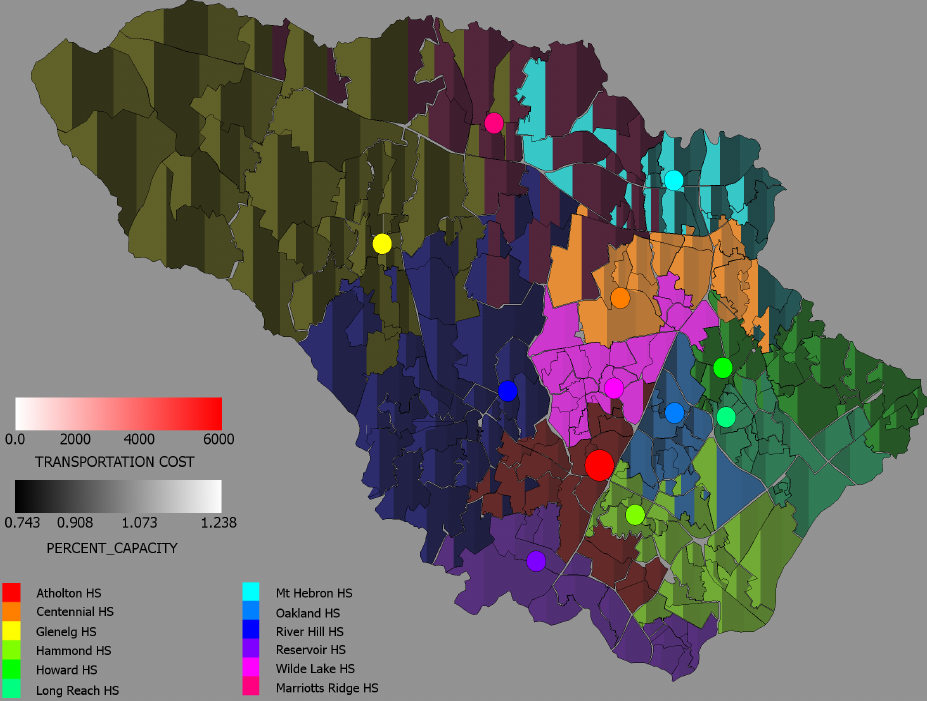 0.0 2000 4000 6000
TRANSPORTATION COST
0.743 0.908 1.073 1.238
PERCENT_CAPACITY
Atholton HS
Centennial HS
Glenelg HS
Hammond HS
Howard HS
Long Reach HS
Mt Hebron HS
Oakland HS
River Hill HS
Reservoir HS
Wilde Lake HS
Marriotts Ridge HS